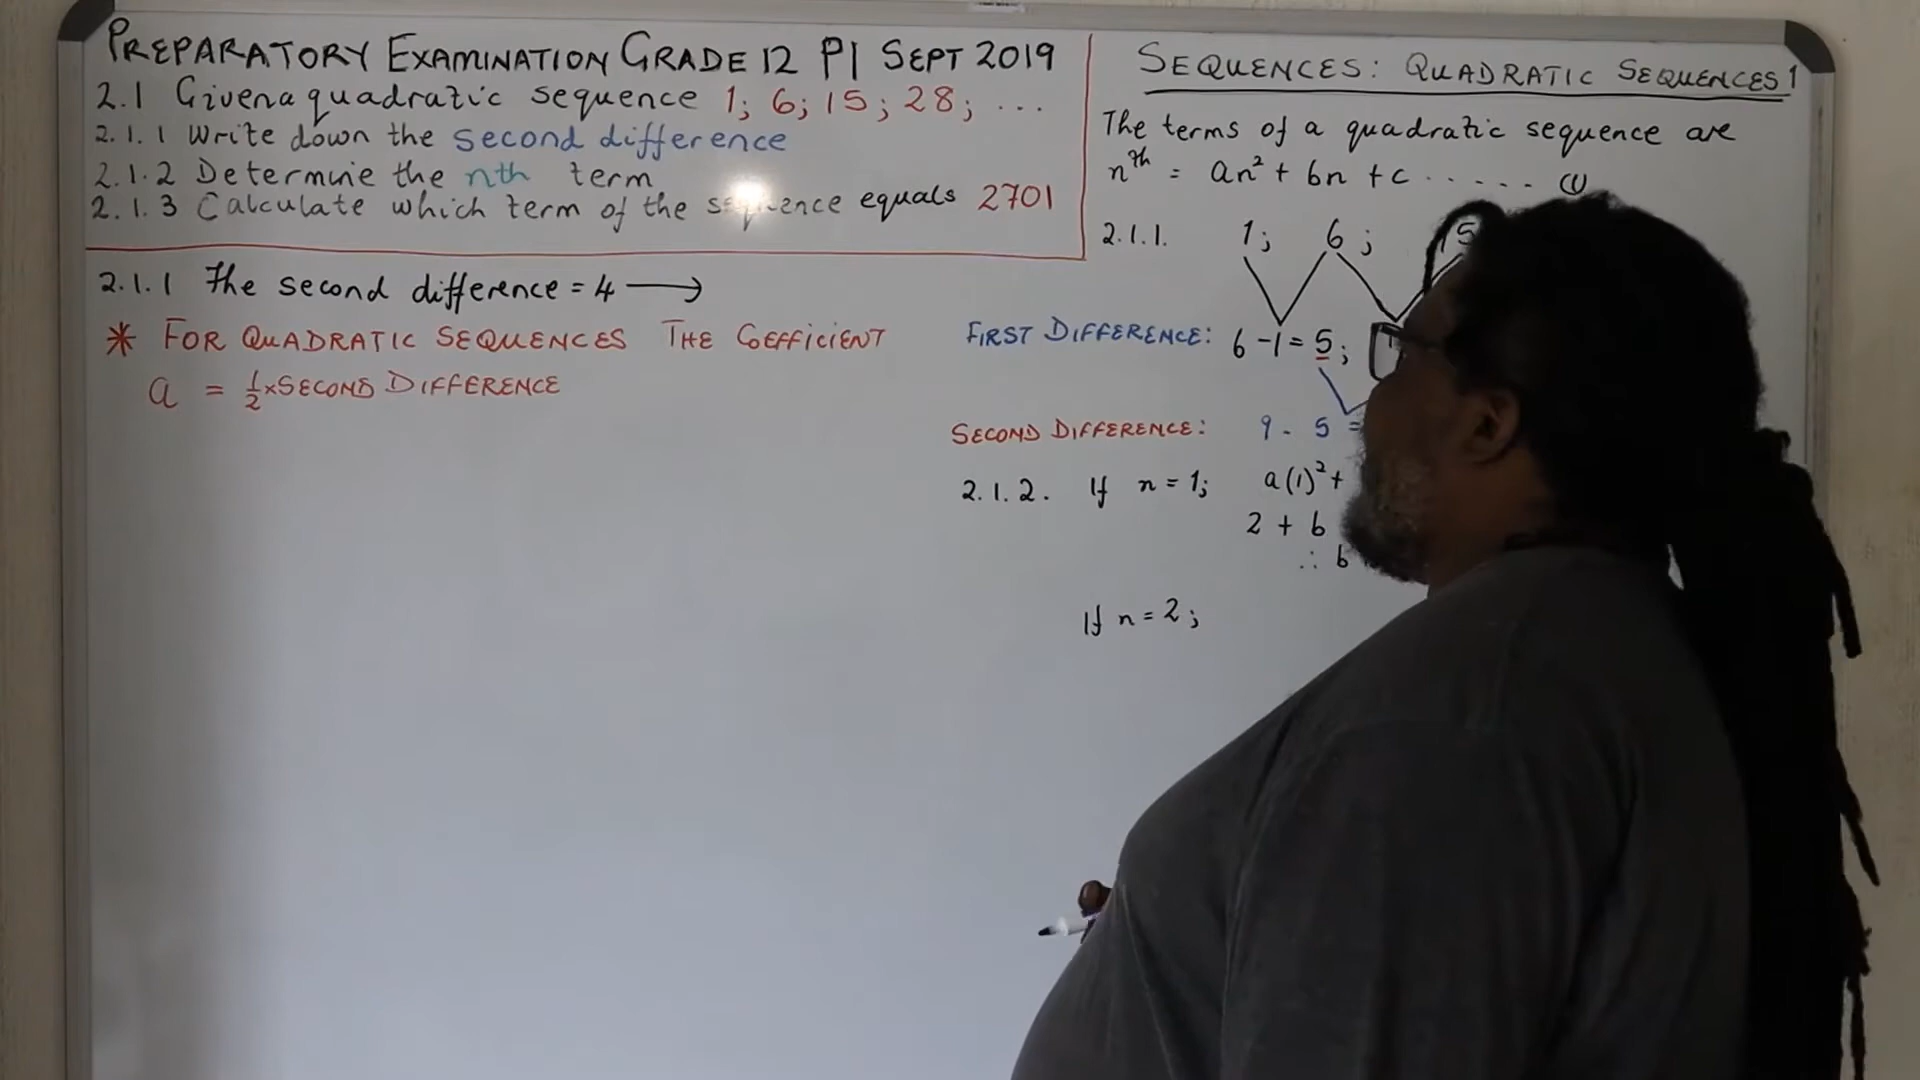 PREPARATORY EXAMINATION GRADE 12 P1 SEPT 2019
2.1 Given a quadratic sequence 1; 6; 15; 28; ...
2.1.1 Write down the second difference
2.1.2 Determine the nth term
2.1.3 Calculate which term of the sequence equals 2701
2.1.1 The second difference = 4 →
* FOR QUADRATIC SEQUENCES THE COEFFICIENT
a = ½ × SECOND DIFFERENCE
SEQUENCES: QUADRATIC SEQUENCES 1
The terms of a quadratic sequence are
nᵗʰ = an² + bn + c ..... (1)
2.1.1. 1; 6; 15
FIRST DIFFERENCE: 6 - 1 = 5;
SECOND DIFFERENCE: 9 - 5 =
2.1.2. If n = 1; a(1)² +
2 + b
∴ b
If n = 2;